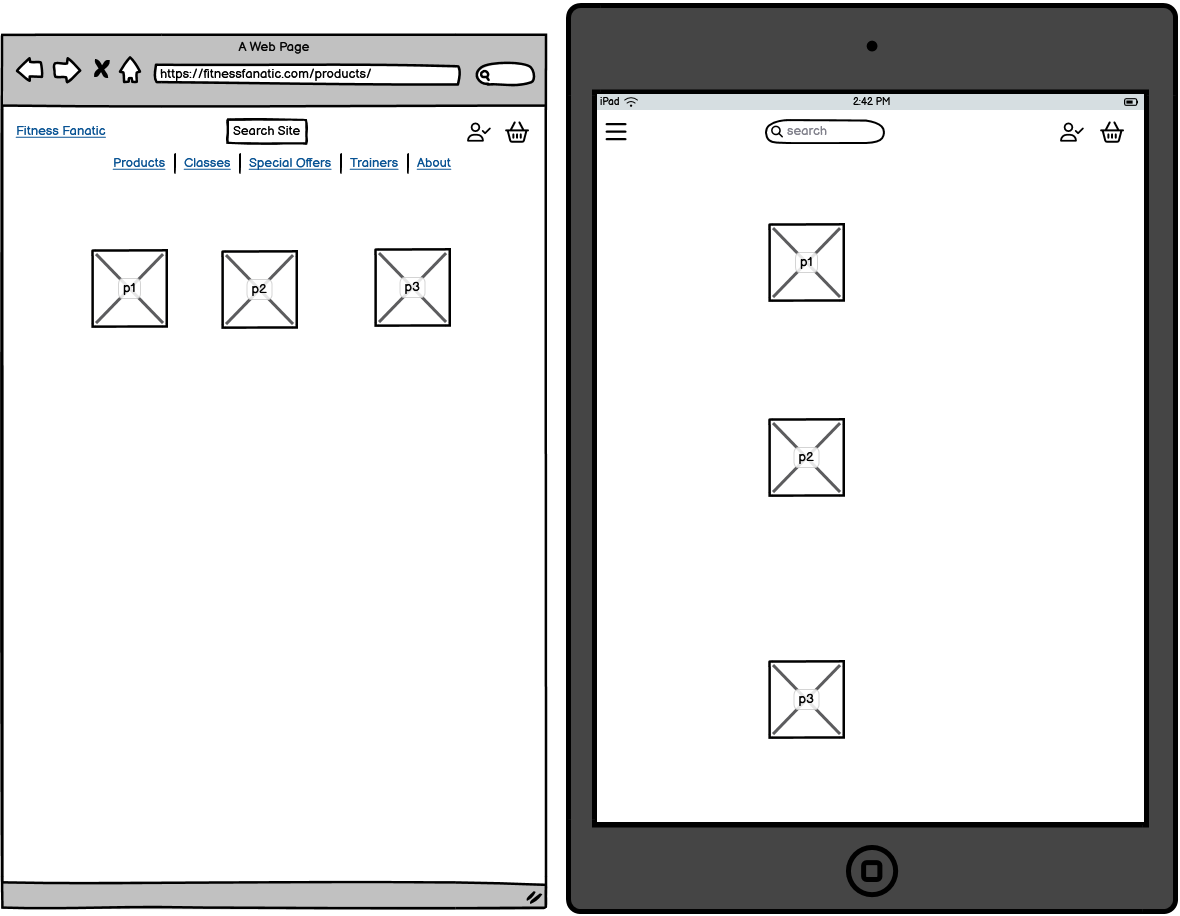 A Web Page
https://fitnessfanatic.com/products/
Fitness Fanatic
Search Site
Products
Classes
Special Offers
Trainers
About
p1
p2
p3
iPad
2:42 PM
search
p1
p2
p3